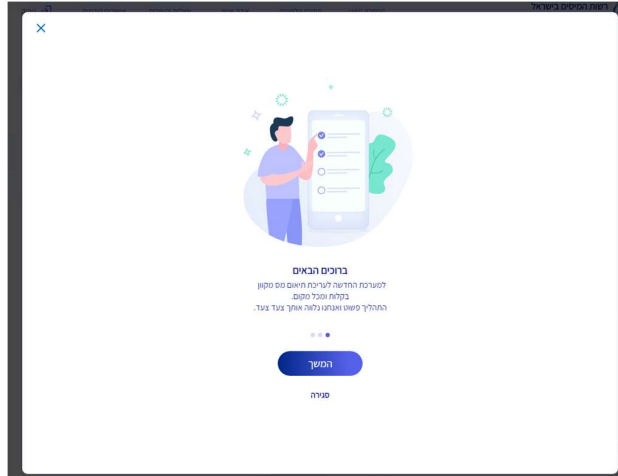 רשות המיסים בישראל
ברוכים הבאים
למערכת החדשה לעריכת תיאום מס מקוון
בקלות ומכל מקום.
התהליך פשוט ואנחנו נלווה אותך צעד צעד.
המשך
סגירה